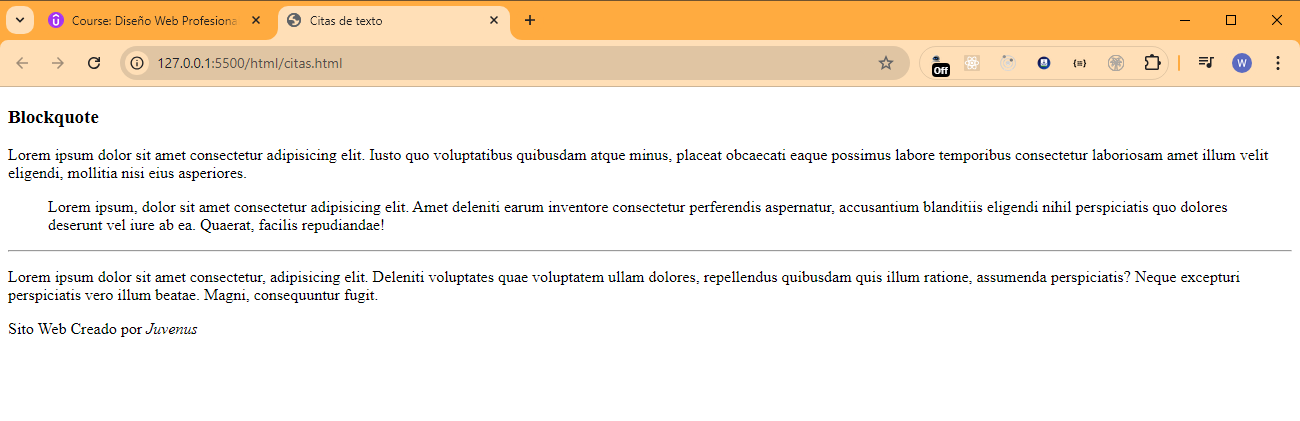 Course: Diseño Web Profesiona
Citas de texto
127.0.0.1:5500/html/citas.html
Off
{=}
W
Blockquote
Lorem ipsum dolor sit amet consectetur adipisicing elit. Iusto quo voluptatibus quibusdam atque minus, placeat obcaecati eaque possimus labore temporibus consectetur laboriosam amet illum velit
eligendi, mollitia nisi eius asperiores.
Lorem ipsum, dolor sit amet consectetur adipisicing elit. Amet deleniti earum inventore consectetur perferendis aspernatur, accusantium blanditiis eligendi nihil perspiciatis quo dolores
deserunt vel iure ab ea. Quaerat, facilis repudiandae!
Lorem ipsum dolor sit amet consectetur, adipisicing elit. Deleniti voluptates quae voluptatem ullam dolores, repellendus quibusdam quis illum ratione, assumenda perspiciatis? Neque excepturi
perspiciatis vero illum beatae. Magni, consequuntur fugit.
Sito Web Creado por Juvenus